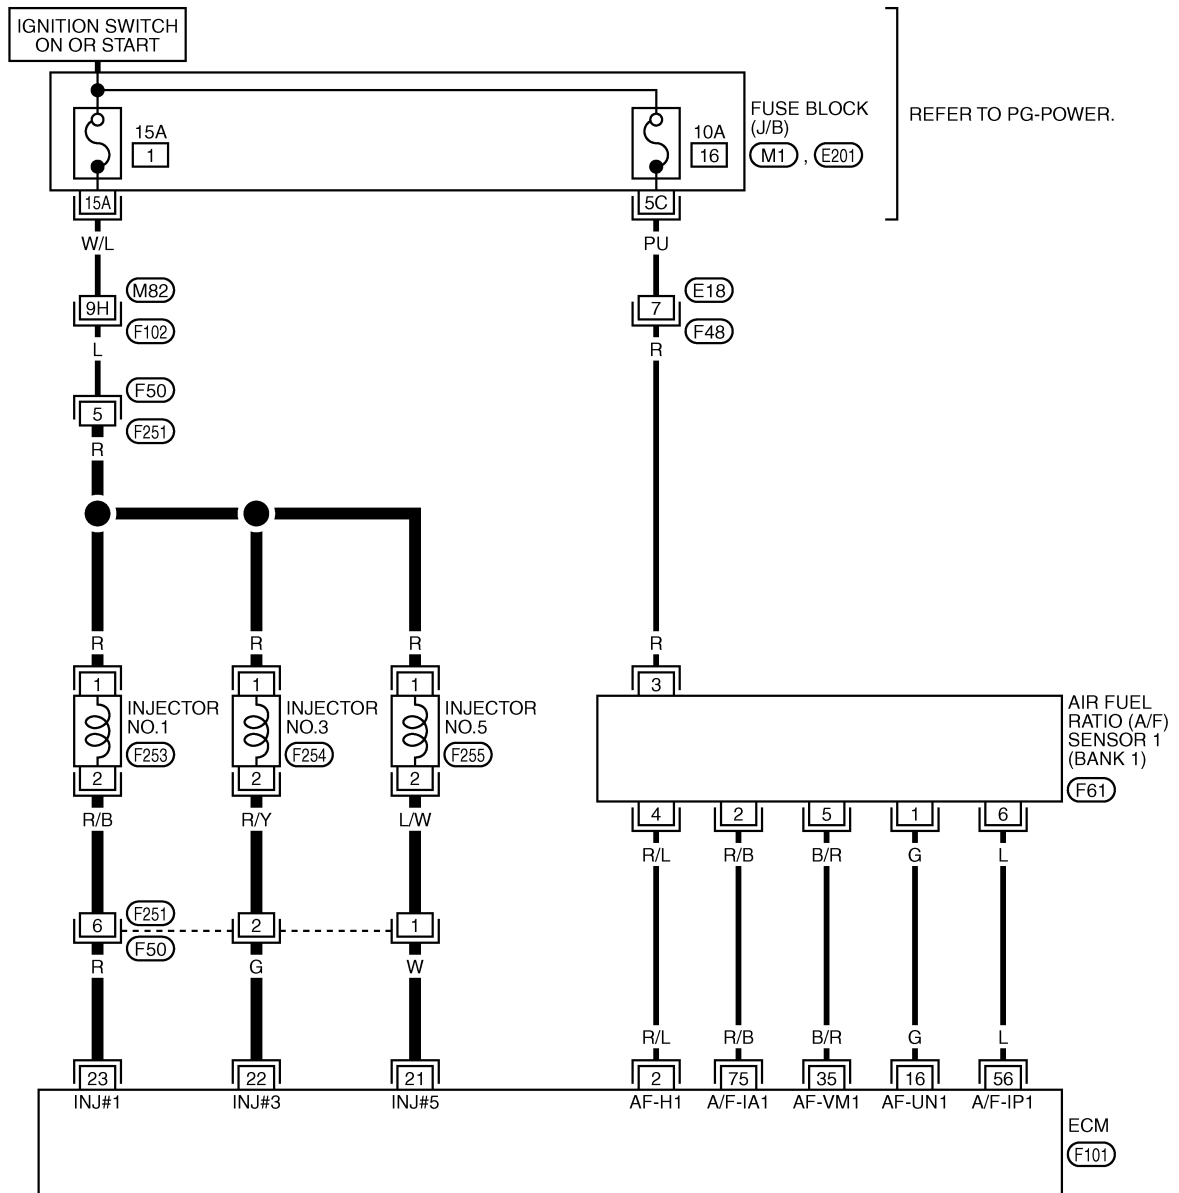 IGNITION SWITCH
ON OR START
FUSE BLOCK
(J/B)
M1 , E201
REFER TO PG-POWER.
15A
1
10A
16
15A
5C
W/L
PU
M82
9H
F102
E18
7
F48
L
R
F50
5
F251
R
R R R R
1 1 1 3
INJECTOR
NO.1
F253
INJECTOR
NO.3
F254
INJECTOR
NO.5
F255
AIR FUEL
RATIO (A/F)
SENSOR 1
(BANK 1)
F61
2 2 2
4 2 5 1 6
R/B R/Y L/W
R/L R/B B/R G L
F251
6 2 1
F50
R G W
R/L R/B B/R G L
23 22 21 2 75 35 16 56
INJ#1 INJ#3 INJ#5 AF-H1 A/F-IA1 AF-VM1 AF-UN1 A/F-IP1
ECM
F101